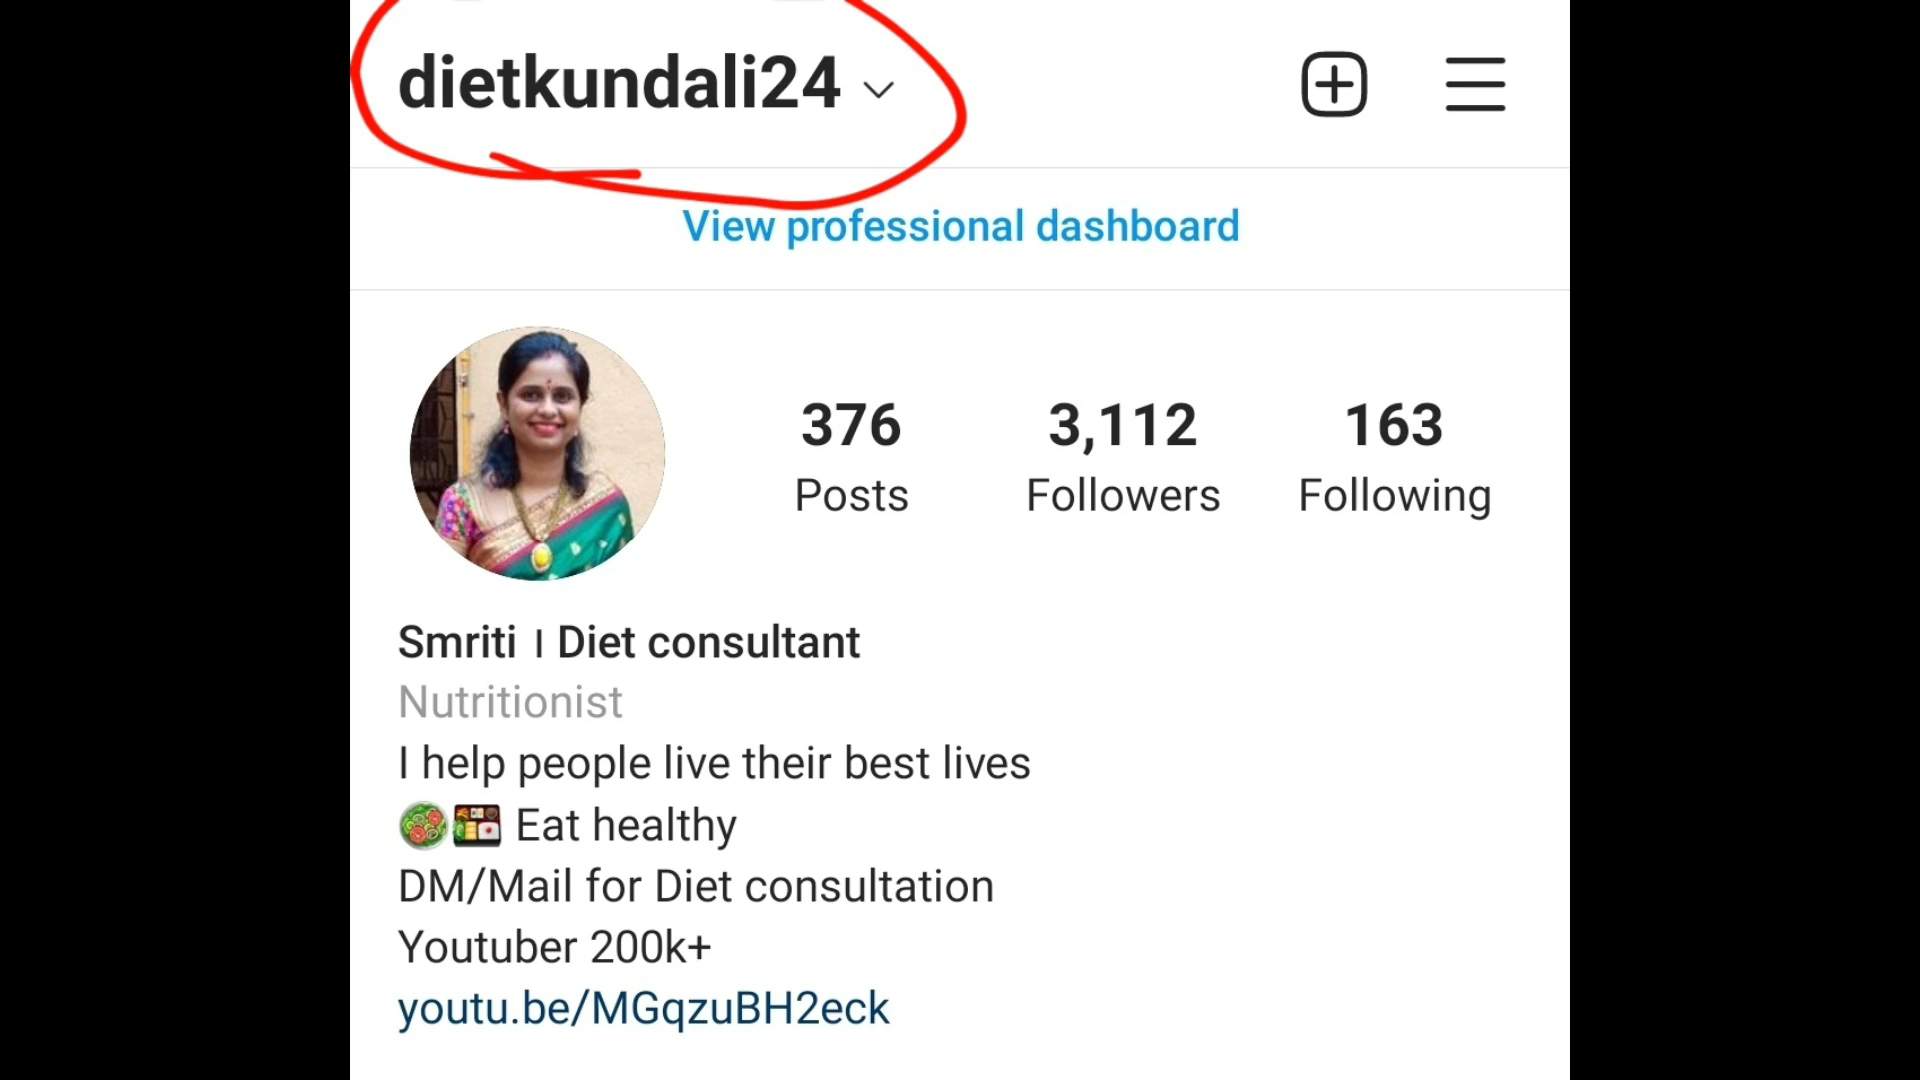 dietkundali24
View professional dashboard
376 3,112 163
Posts Followers Following
Smriti | Diet consultant
Nutritionist
I help people live their best lives
🥗🍱 Eat healthy
DM/Mail for Diet consultation
Youtuber 200k+
youtu.be/MGqzuBH2eck